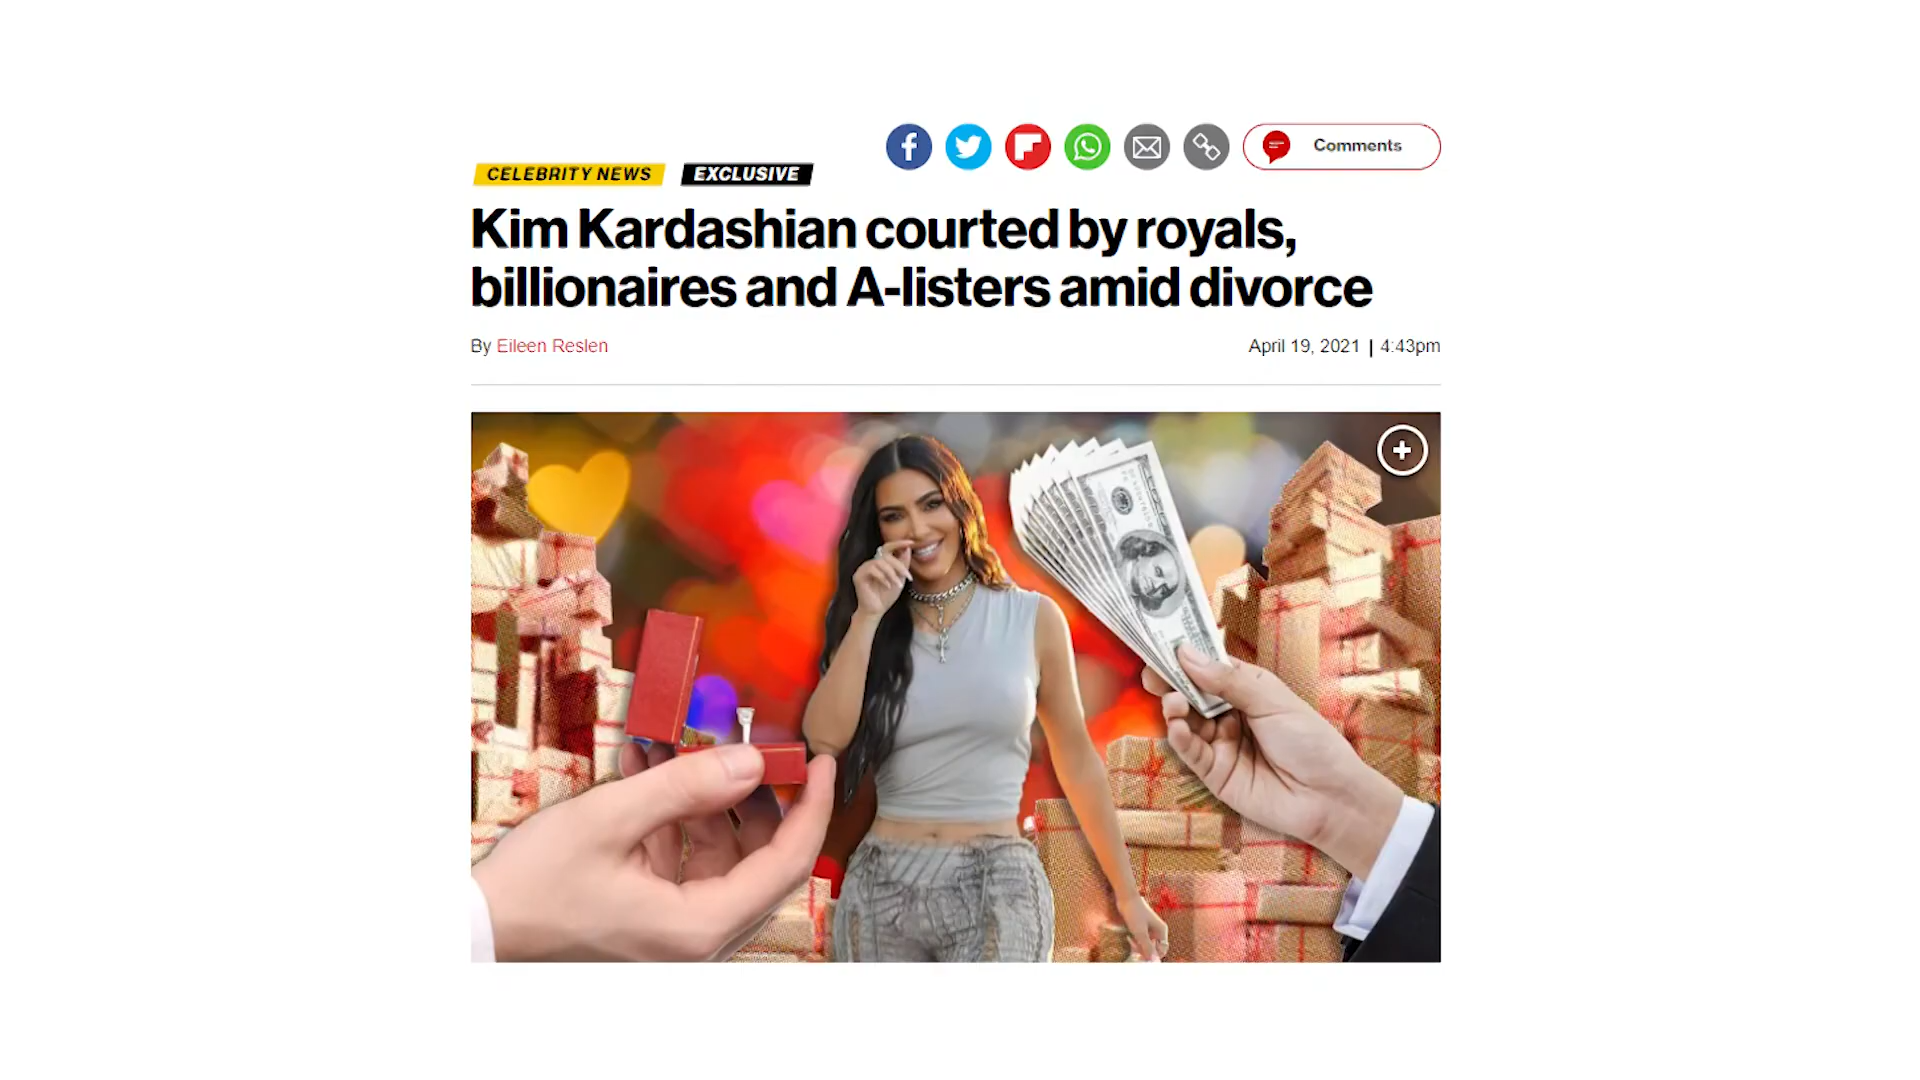 Comments
CELEBRITY NEWS EXCLUSIVE
Kim Kardashian courted by royals,
billionaires and A-listers amid divorce
By Eileen Reslen April 19, 2021 | 4:43pm